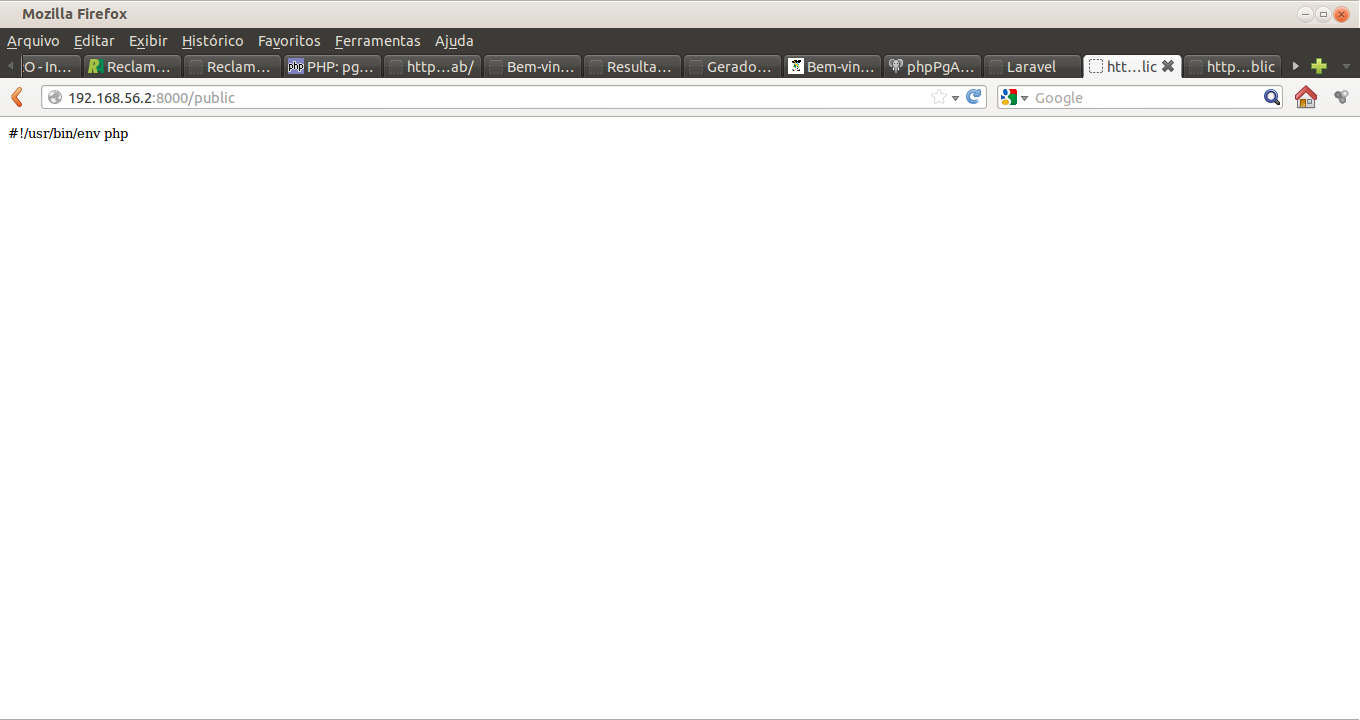 Mozilla Firefox
Arquivo Editar Exibir Histórico Favoritos Ferramentas Ajuda
O - In... Reclam... Reclam... PHP: pg... http...ab/ Bem-vin... Resulta... Gerado... Bem-vin... phpPgA... Laravel htt...lic http...blic
192.168.56.2:8000/public Google
#!/usr/bin/env php